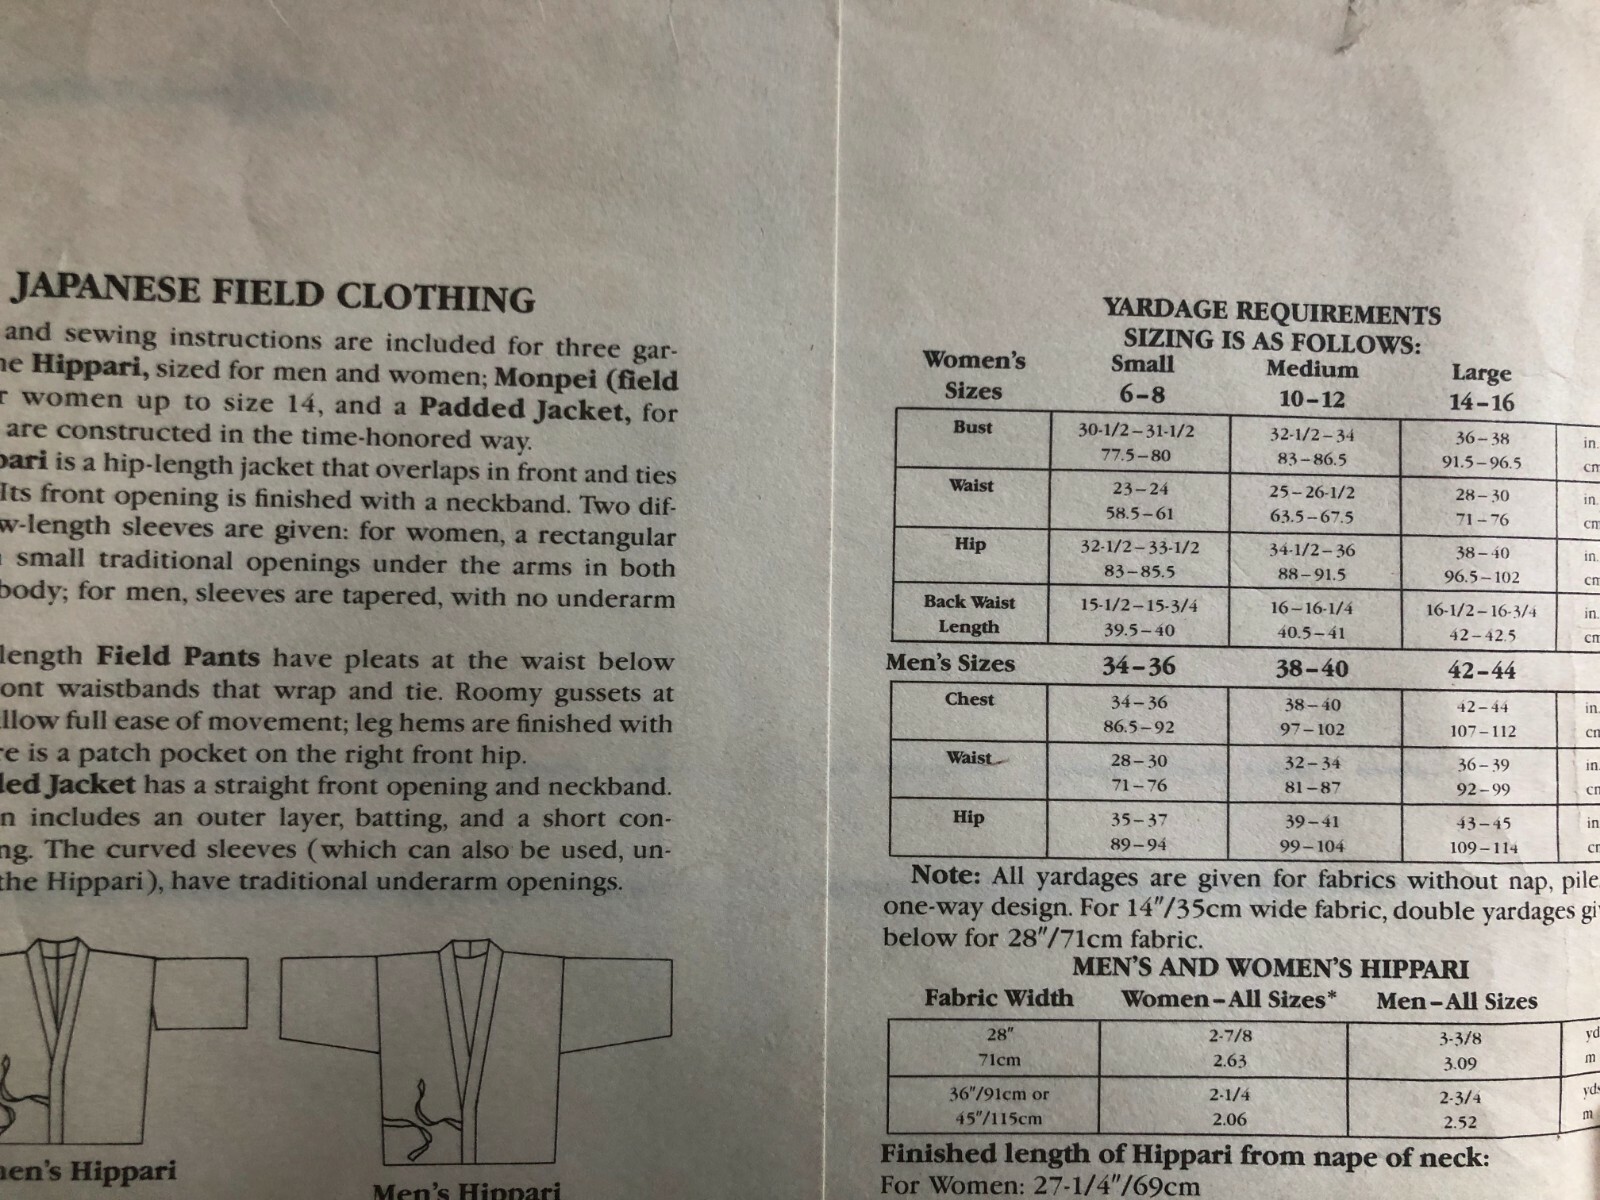 JAPANESE FIELD CLOTHING
and sewing instructions are included for three gar-
Hippari, sized for men and women; Monpei (field
women up to size 14, and a Padded Jacket, for
are constructed in the time-honored way.
is a hip-length jacket that overlaps in front and ties
Its front opening is finished with a neckband. Two dif-
w-length sleeves are given: for women, a rectangular
small traditional openings under the arms in both
body; for men, sleeves are tapered, with no underarm
length Field Pants have pleats at the waist below
ont waistbands that wrap and tie. Roomy gussets at
llow full ease of movement; leg hems are finished with
re is a patch pocket on the right front hip.
ded Jacket has a straight front opening and neckband.
n includes an outer layer, batting, and a short con-
ng. The curved sleeves (which can also be used, un-
the Hippari), have traditional underarm openings.
men's Hippari
Men's Hippari
YARDAGE REQUIREMENTS
SIZING IS AS FOLLOWS:
Women's Small Medium Large
Sizes 6-8 10-12 14-16
Bust 30-1/2-31-1/2 32-1/2-34 36-38 in.
77.5-80 83-86.5 91.5-96.5 cm
Waist 23-24 25-26-1/2 28-30 in.
58.5-61 63.5-67.5 71-76 cm
Hip 32-1/2-33-1/2 34-1/2-36 38-40 in.
83-85.5 88-91.5 96.5-102 cm
Back Waist 15-1/2-15-3/4 16-16-1/4 16-1/2-16-3/4 in.
Length 39.5-40 40.5-41 42-42.5 cm
Men's Sizes 34-36 38-40 42-44
Chest 34-36 38-40 42-44 in.
86.5-92 97-102 107-112 cm
Waist 28-30 32-34 36-39 in.
71-76 81-87 92-99 cm
Hip 35-37 39-41 43-45 in
89-94 99-104 109-114 cm
Note: All yardages are given for fabrics without nap, pile,
one-way design. For 14"/35cm wide fabric, double yardages gi
below for 28"/71cm fabric.
MEN'S AND WOMEN'S HIPPARI
Fabric Width Women-All Sizes* Men-All Sizes
28" 2-7/8 3-3/8 yd
71cm 2.63 3.09 m
36"/91cm or 2-1/4 2-3/4 yds
45"/115cm 2.06 2.52 m
Finished length of Hippari from nape of neck:
For Women: 27-1/4"/69cm